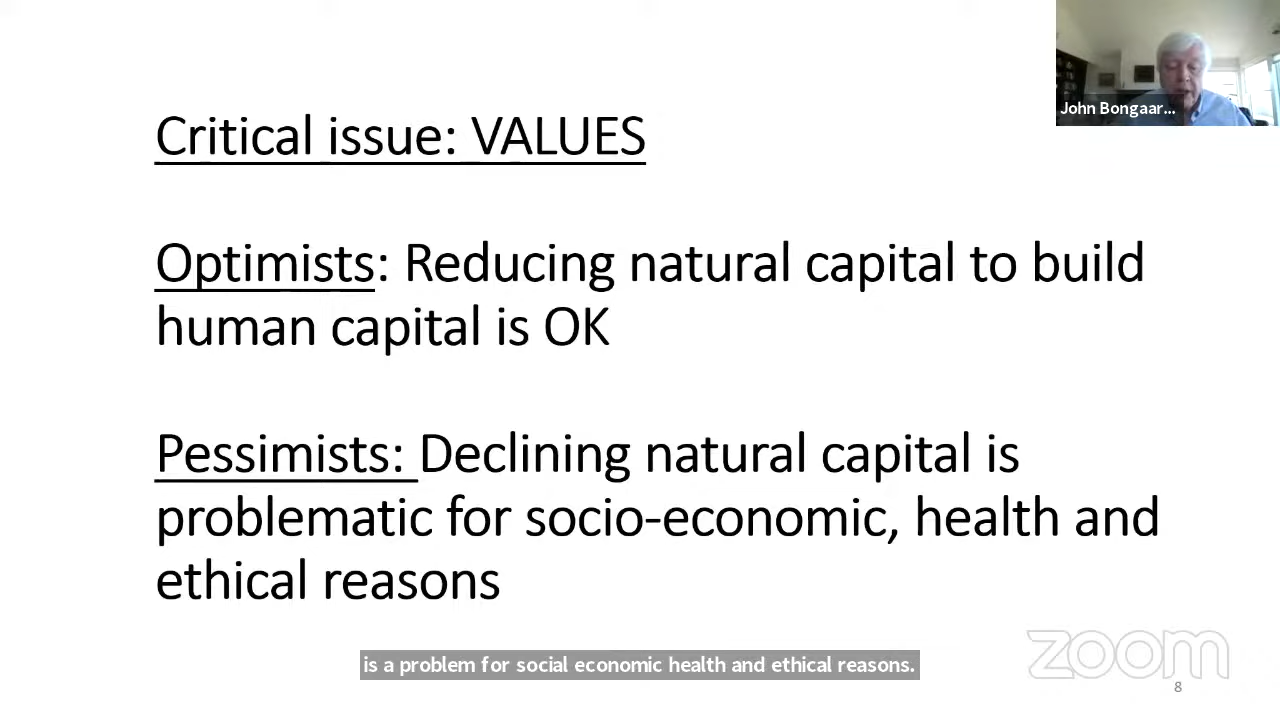 John Bongaar...
Critical issue: VALUES
Optimists: Reducing natural capital to build
human capital is OK
Pessimists: Declining natural capital is
problematic for socio-economic, health and
ethical reasons
is a problem for social economic health and ethical reasons.
zoom
8